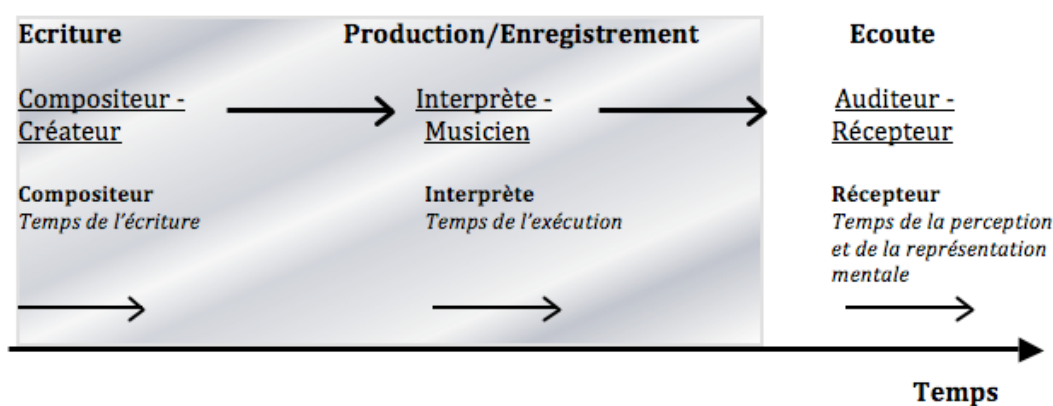 Ecriture
Production/Enregistrement
Ecoute
Compositeur -
Créateur
Interprète -
Musicien
Auditeur -
Récepteur
Compositeur
Temps de l'écriture
Interprète
Temps de l'exécution
Récepteur
Temps de la perception
et de la représentation
mentale
Temps